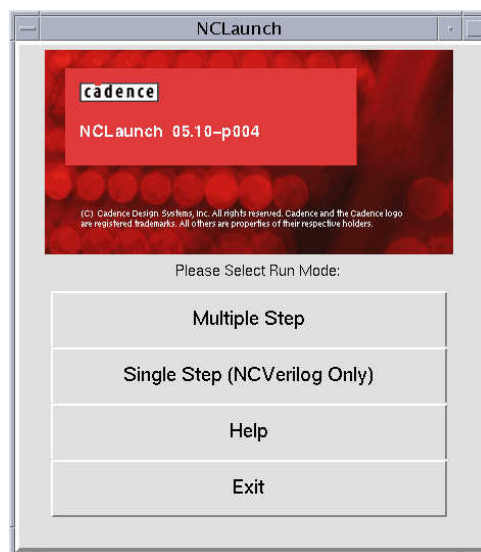 NCLaunch
cādence
NCLaunch 05.10-p004
(C) Cadence Design Systems, Inc. All rights reserved. Cadence and the Cadence logo
are registered trademarks. All others are properties of their respective holders.
Please Select Run Mode:
Multiple Step
Single Step (NCVerilog Only)
Help
Exit